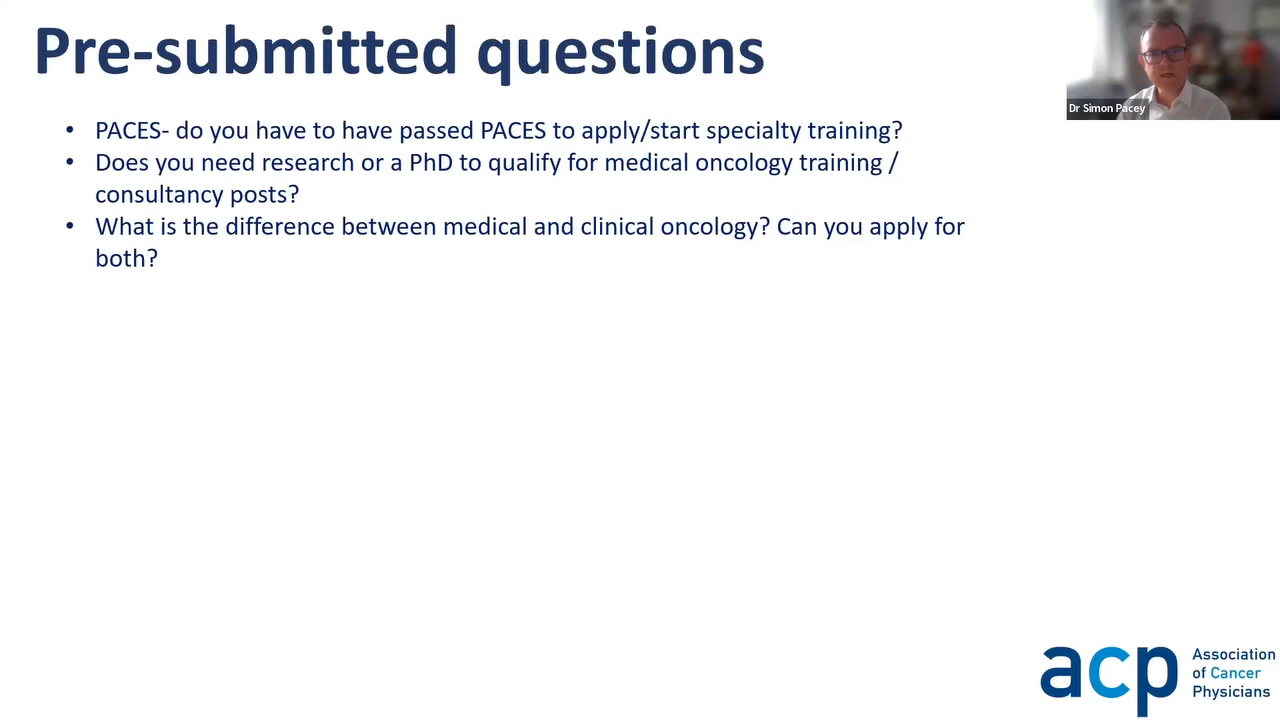 Pre-submitted questions
Dr Simon Pacey
• PACES- do you have to have passed PACES to apply/start specialty training?
• Does you need research or a PhD to qualify for medical oncology training /
consultancy posts?
• What is the difference between medical and clinical oncology? Can you apply for
both?
acp
Association
of Cancer
Physicians